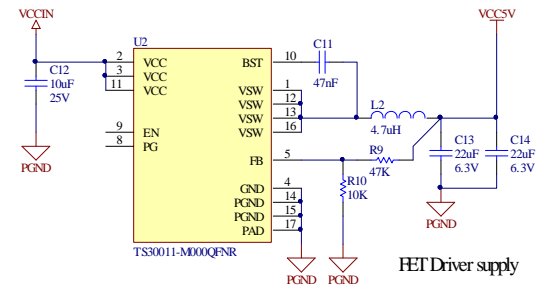 VCCIN
VCC5V
U2
C11
47nF
C12
10uF
25V
2 VCC
3 VCC
11 VCC
9 EN
8 PG
BST 10
VSW 1
VSW 12
VSW 13
VSW 16
FB 5
GND 4
PGND 14
PGND 15
PAD 17
L2
4.7uH
R9
47K
R10
10K
C13
22uF
6.3V
C14
22uF
6.3V
PGND
PGND
PGND
PGND
TS30011-M000QFNR
FET Driver supply